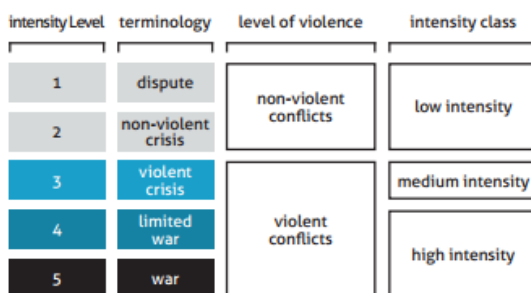 intensity Level terminology level of violence intensity class
1 dispute
non-violent
conflicts
low intensity
2 non-violent
crisis
3 violent
crisis
medium intensity
4 limited
war
violent
conflicts
high intensity
5 war